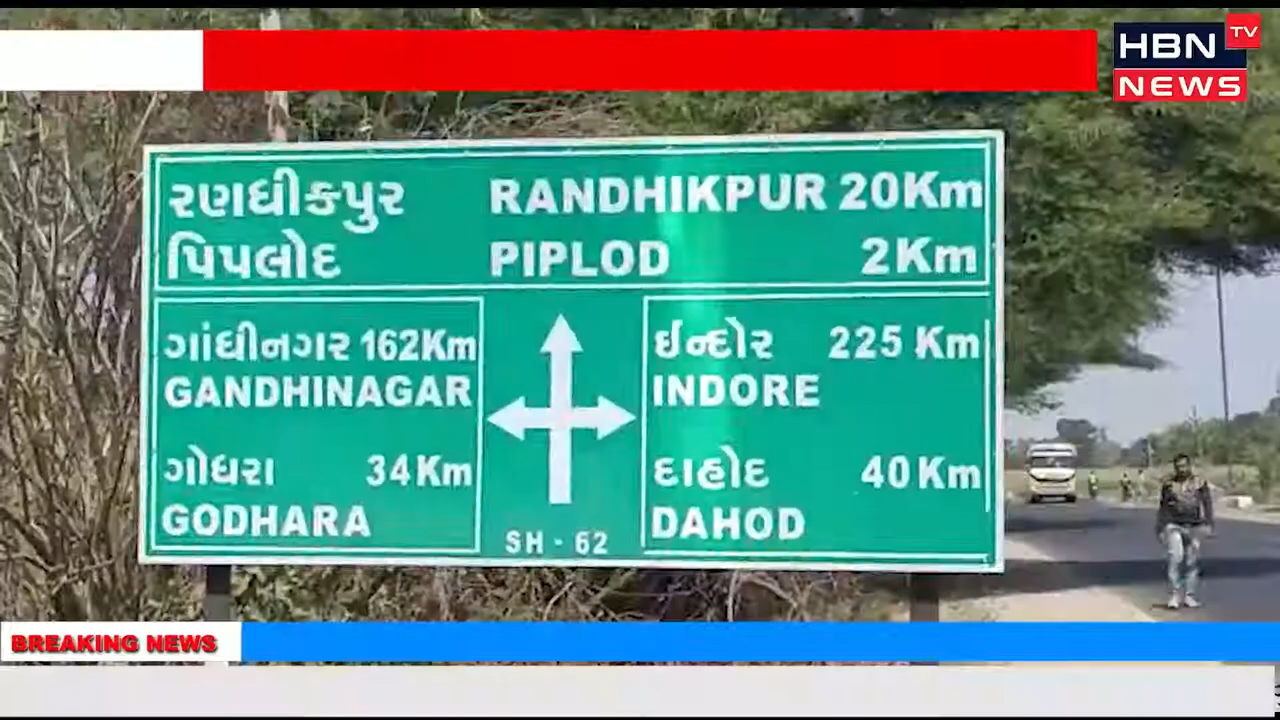 HBN TV
NEWS
રણધીકપુર RANDHIKPUR 20Km
પિપલોદ PIPLOD 2Km
ગાંધીનગર 162Km
GANDHINAGAR
ગોધરા 34Km
GODHARA
ઈન્દોર 225 Km
INDORE
દાહોદ 40Km
DAHOD
SH - 62
BREAKING NEWS